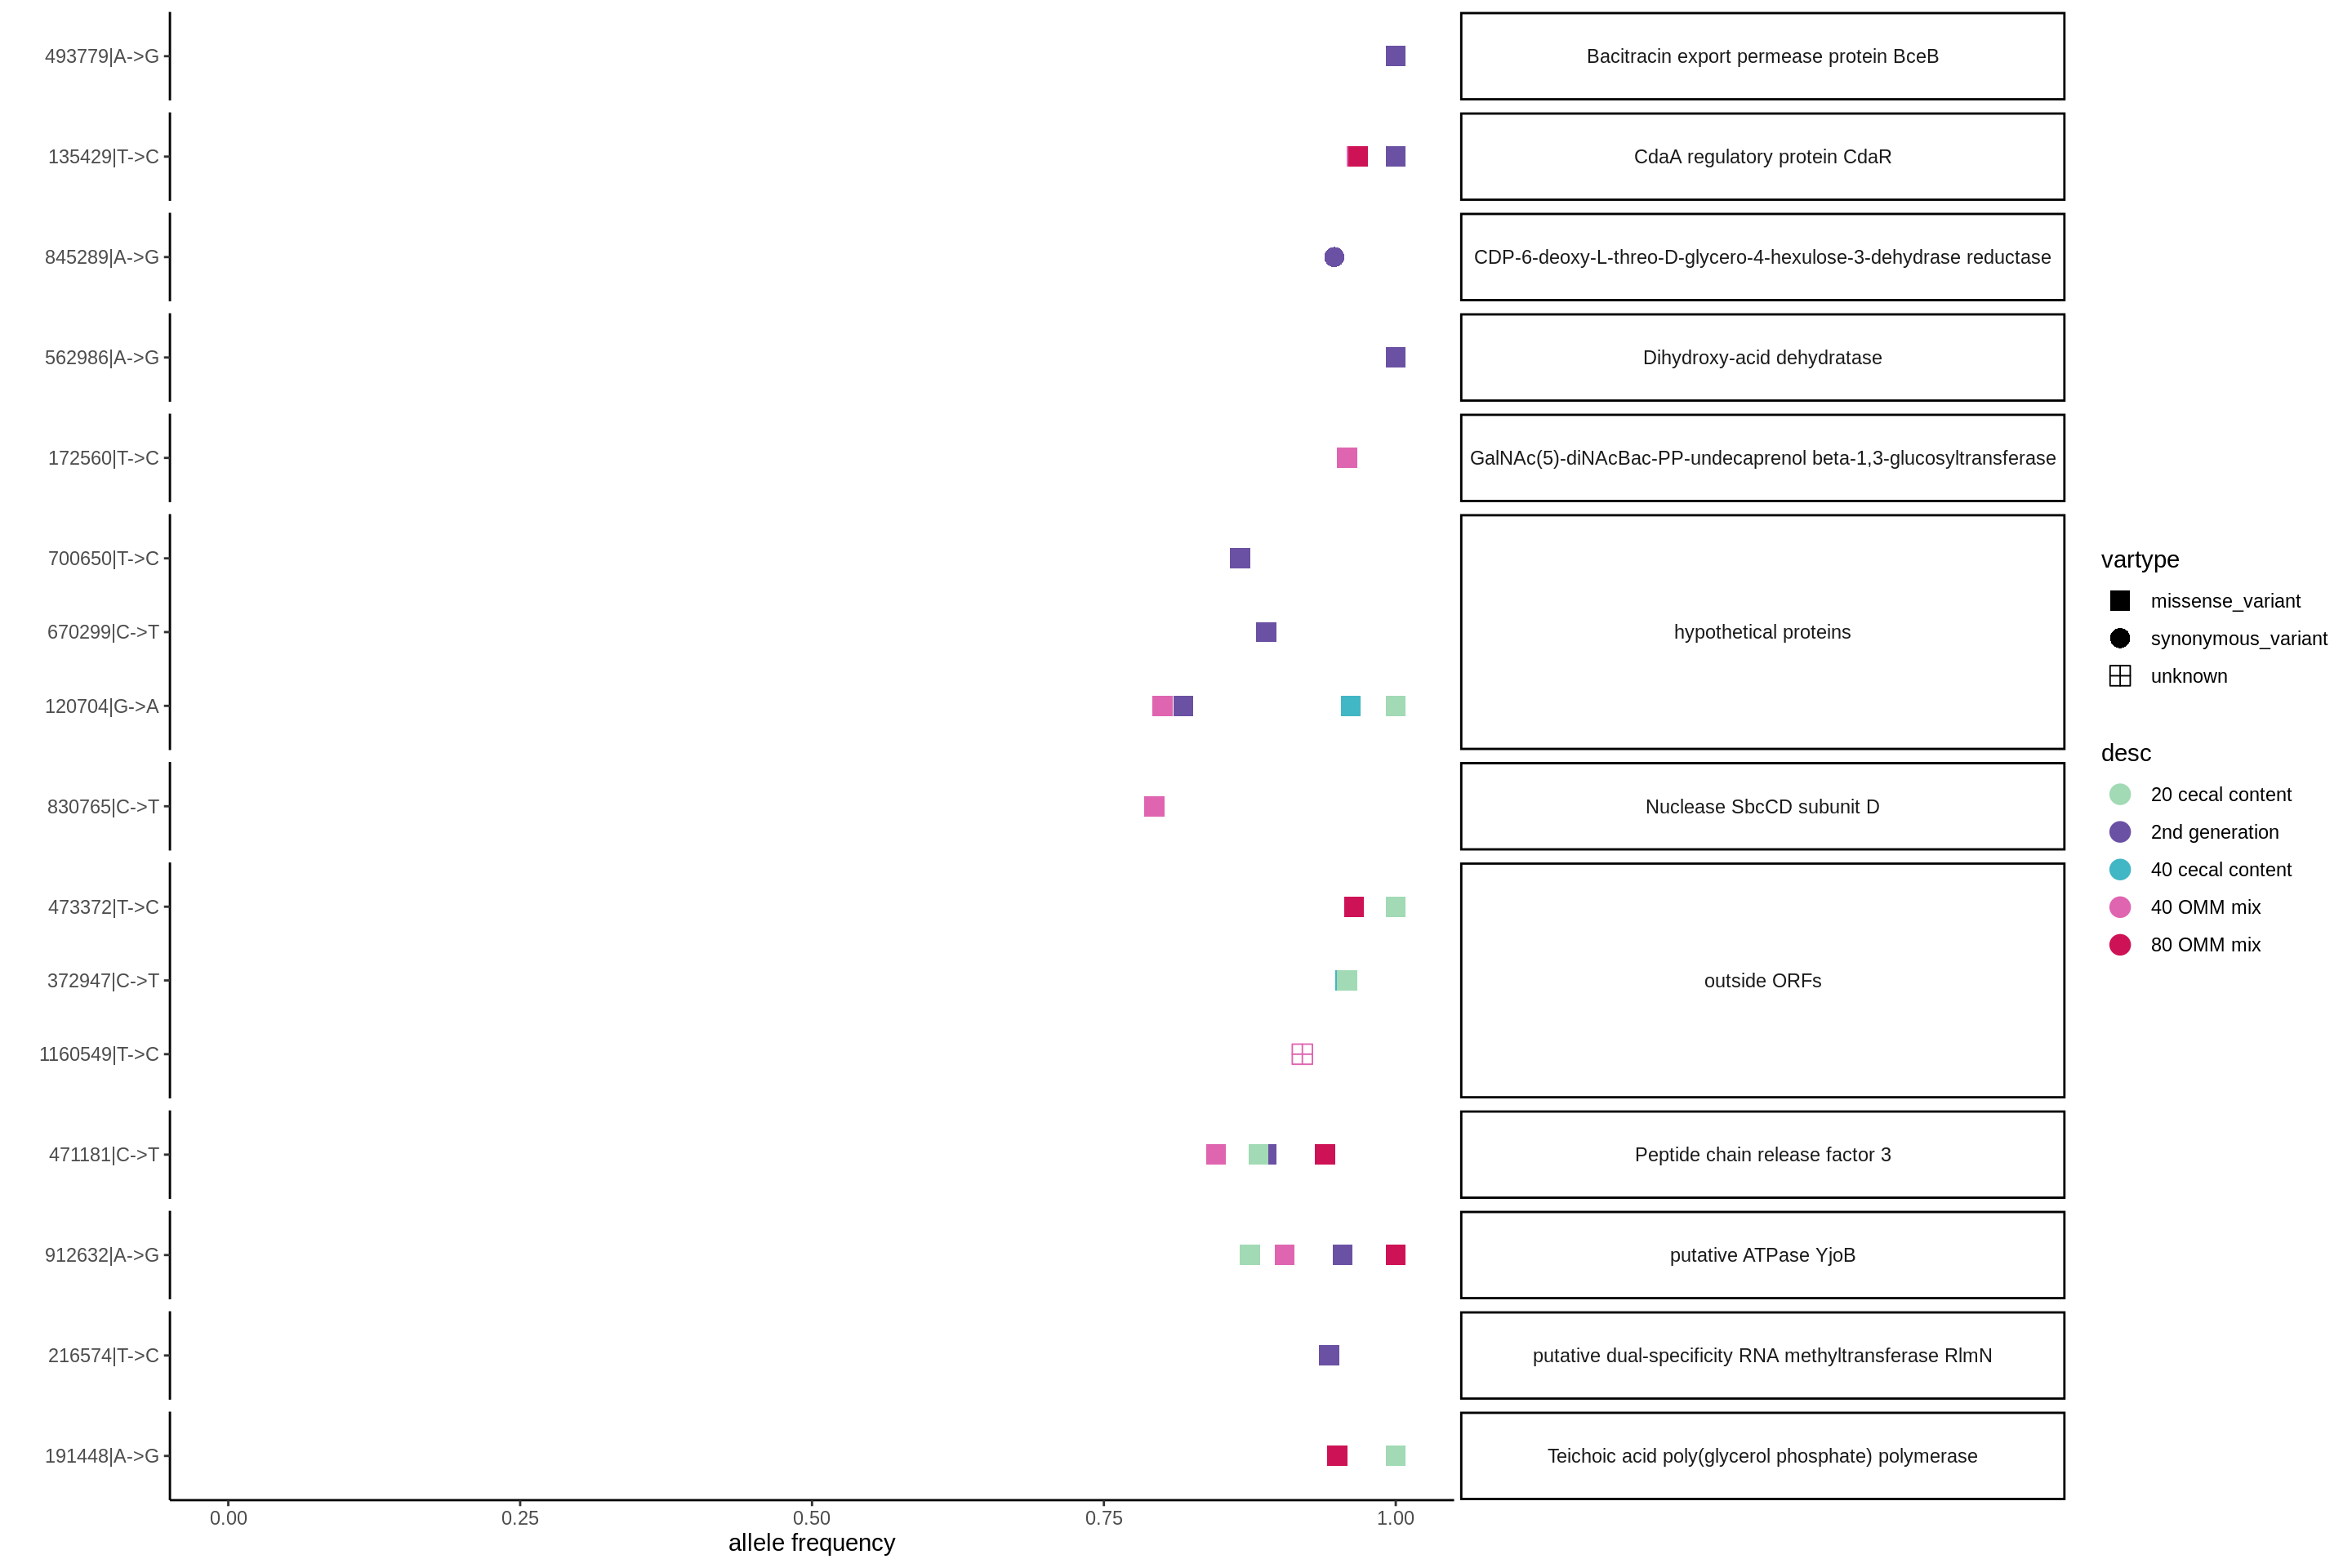 493779|A->G
Bacitracin export permease protein BceB
135429|T->C
CdaA regulatory protein CdaR
845289|A->G
CDP-6-deoxy-L-threo-D-glycero-4-hexulose-3-dehydrase reductase
562986|A->G
Dihydroxy-acid dehydratase
172560|T->C
GalNAc(5)-diNAcBac-PP-undecaprenol beta-1,3-glucosyltransferase
700650|T->C
670299|C->T
hypothetical proteins
120704|G->A
830765|C->T
Nuclease SbcCD subunit D
473372|T->C
372947|C->T
outside ORFs
1160549|T->C
471181|C->T
Peptide chain release factor 3
912632|A->G
putative ATPase YjoB
216574|T->C
putative dual-specificity RNA methyltransferase RlmN
191448|A->G
Teichoic acid poly(glycerol phosphate) polymerase
0.00 0.25 0.50 0.75 1.00
allele frequency
vartype
missense_variant
synonymous_variant
unknown
desc
20 cecal content
2nd generation
40 cecal content
40 OMM mix
80 OMM mix